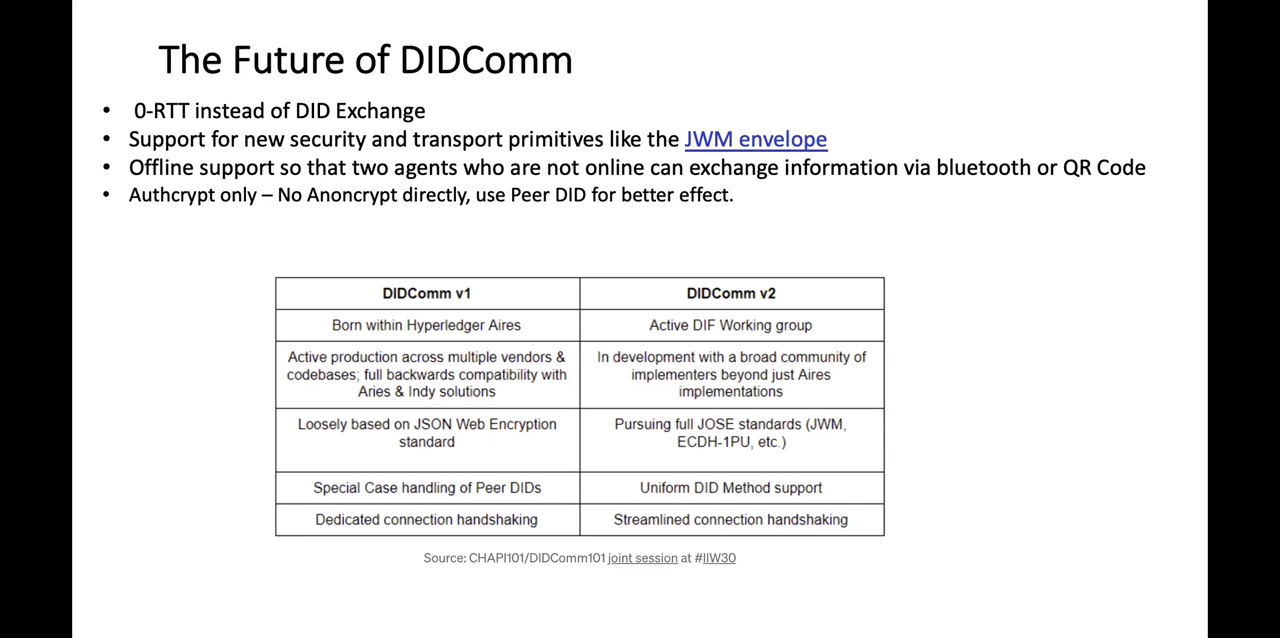 The Future of DIDComm
• 0-RTT instead of DID Exchange
• Support for new security and transport primitives like the JWM envelope
• Offline support so that two agents who are not online can exchange information via bluetooth or QR Code
• Authcrypt only – No Anoncrypt directly, use Peer DID for better effect.
DIDComm v1
DIDComm v2
Born within Hyperledger Aires
Active DIF Working group
Active production across multiple vendors &
codebases; full backwards compatibility with
Aries & Indy solutions
In development with a broad community of
implementers beyond just Aires
implementations
Loosely based on JSON Web Encryption
standard
Pursuing full JOSE standards (JWM,
ECDH-1PU, etc.)
Special Case handling of Peer DIDs
Uniform DID Method support
Dedicated connection handshaking
Streamlined connection handshaking
Source: CHAPI101/DIDComm101 joint session at #IIW30